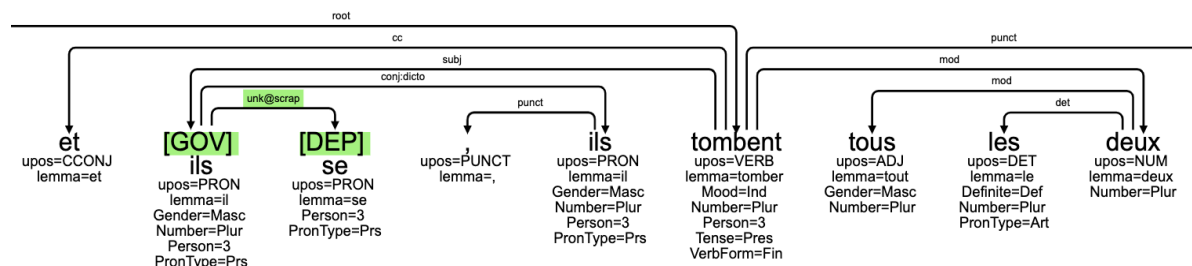 root
cc
punct
subj
mod
conj:dicto
mod
unk@scrap
punct
det
et [GOV] [DEP] , ils tombent tous les deux
upos=CCONJ ils se upos=PUNCT upos=PRON upos=VERB upos=ADJ upos=DET upos=NUM
lemma=et upos=PRON upos=PRON lemma=, lemma=il lemma=tomber lemma=tout lemma=le lemma=deux
lemma=il lemma=se Gender=Masc Mood=Ind Gender=Masc Definite=Def Number=Plur
Gender=Masc Person=3 Number=Plur Number=Plur Number=Plur Number=Plur
Number=Plur PronType=Prs Person=3 Person=3 PronType=Art
Person=3 PronType=Prs Tense=Pres
PronType=Prs VerbForm=Fin